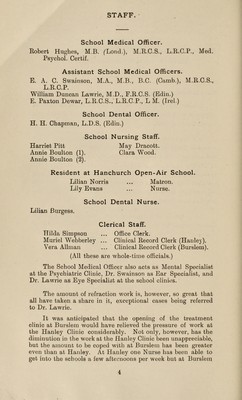 STAFF.
School Medical Officer.
Robert Hughes, M.B. (Lond.), M.R.C.S., L.R.C.P., Med.
Psychol. Certif.
Assistant School Medical Officers.
E. A. C. Swainson, M.A., M.B., B.C. (Camb.), M.R.C.S.,
L.R.C.P.
William Duncan Lawrie, M.D., F.R.C.S. (Edin.)
E. Paxton Dewar, L.R.C.S., L.R.C.P., L M. (Irel.)
School Dental Officer.
H. H. Chapman, L.D.S. (Edin.)
School Nursing Staff.
Harriet Pitt May Dracott.
Annie Boulton (1). Clara Wood.
Annie Boulton (2).
Resident at Hanchurch Open-Air School.
Lilian Norris ... Matron.
Lily Evans ... Nurse.
School Dental Nurse.
Lilian Burgess.
Clerical Staff.
Hilda Simpson ... Office Clerk.
Muriel Webberley ... Clinical Record Clerk (Hanley).
Vera Allman ... Clinical Record Clerk (Burslem).
(All these are whole-time officials.)
The School Medical Officer also acts as Mental Specialist
at the Psychiatric Clinic, Dr. Swainson as Ear Specialist, and
Dr. Lawrie as Eye Specialist at the school clinics.
The amount of refraction work is, however, so great that
all have taken a share in it, exceptional cases being referred
to Dr. Lawrie.
It was anticipated that the opening of the treatment
clinic at Burslem would have relieved the pressure of work at
the Hanley Clinic considerably. Not only, however, has the
diminution in the work at the Hanley Clinic been unappreciable,
but the amount to be coped with at Burslem has been greater
even than at Hanley. At Hanley one Nurse has been able to
get into the schools a few afternoons per week but at Burslem
4